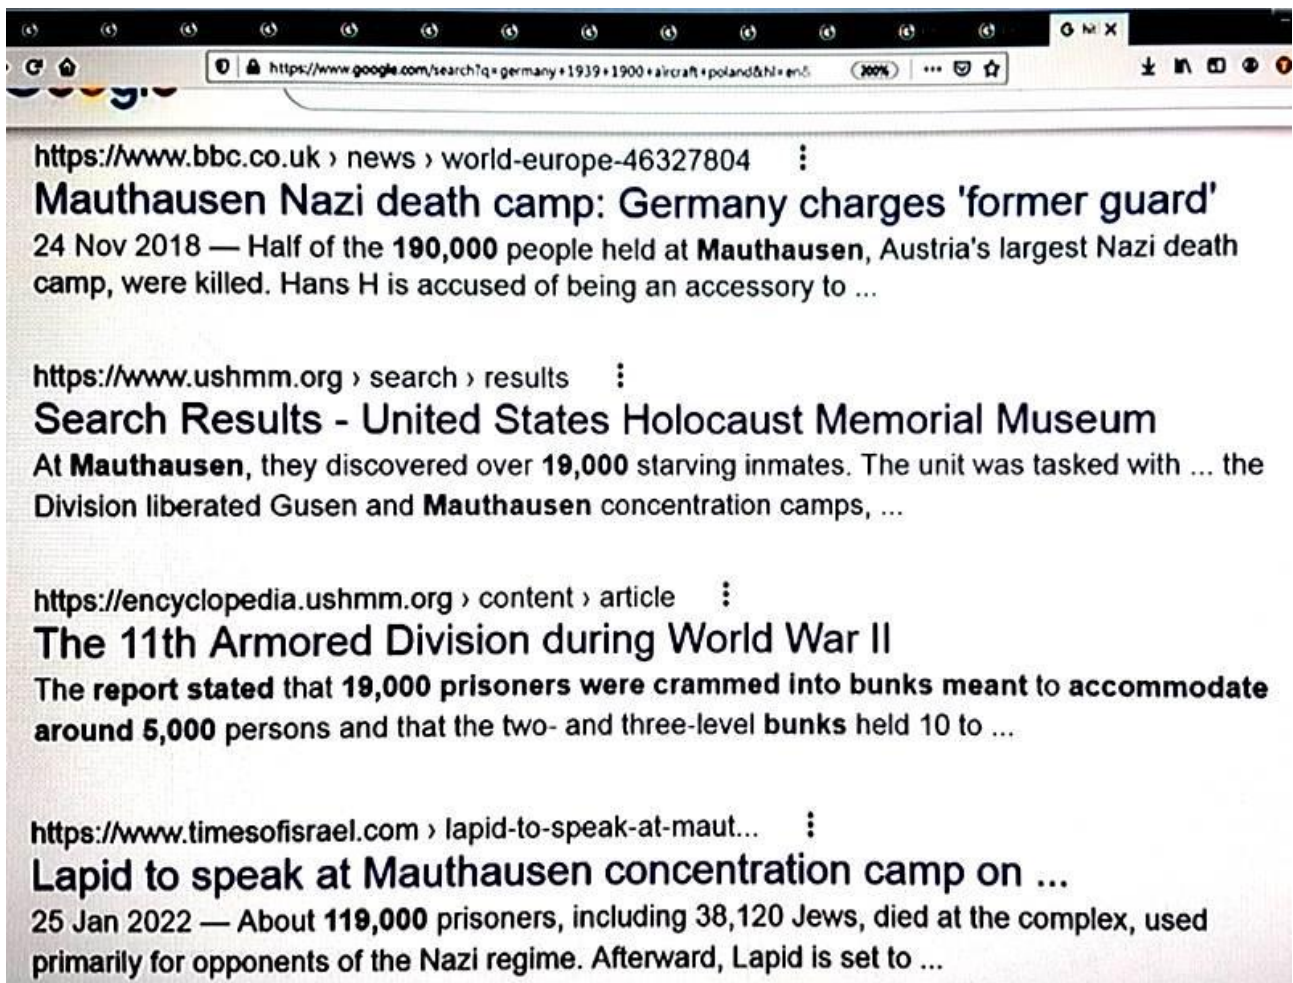 https://www.google.com/search?q=germany+1939+1900+aircraft+poland&hl=en&
300%
Google
https://www.bbc.co.uk › news › world-europe-46327804
Mauthausen Nazi death camp: Germany charges 'former guard'
24 Nov 2018 — Half of the 190,000 people held at Mauthausen, Austria's largest Nazi death
camp, were killed. Hans H is accused of being an accessory to ...
https://www.ushmm.org › search › results
Search Results - United States Holocaust Memorial Museum
At Mauthausen, they discovered over 19,000 starving inmates. The unit was tasked with ... the
Division liberated Gusen and Mauthausen concentration camps, ...
https://encyclopedia.ushmm.org › content › article
The 11th Armored Division during World War II
The report stated that 19,000 prisoners were crammed into bunks meant to accommodate
around 5,000 persons and that the two- and three-level bunks held 10 to ...
https://www.timesofisrael.com › lapid-to-speak-at-maut...
Lapid to speak at Mauthausen concentration camp on ...
25 Jan 2022 — About 119,000 prisoners, including 38,120 Jews, died at the complex, used
primarily for opponents of the Nazi regime. Afterward, Lapid is set to ...